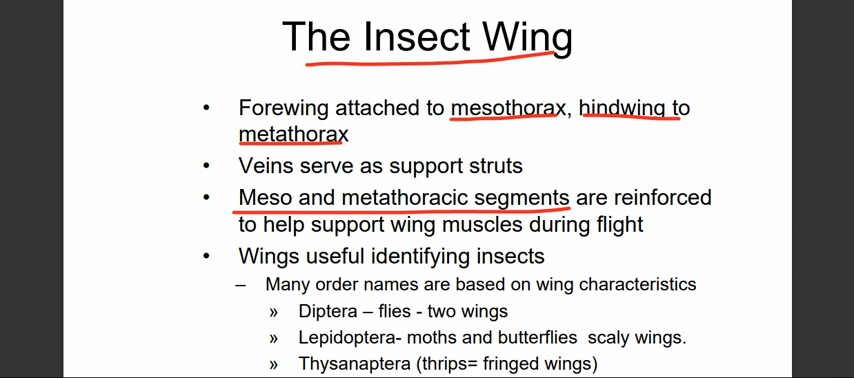 The Insect Wing
• Forewing attached to mesothorax, hindwing to
metathorax
• Veins serve as support struts
• Meso and metathoracic segments are reinforced
to help support wing muscles during flight
• Wings useful identifying insects
– Many order names are based on wing characteristics
» Diptera – flies - two wings
» Lepidoptera- moths and butterflies scaly wings.
» Thysanaptera (thrips= fringed wings)